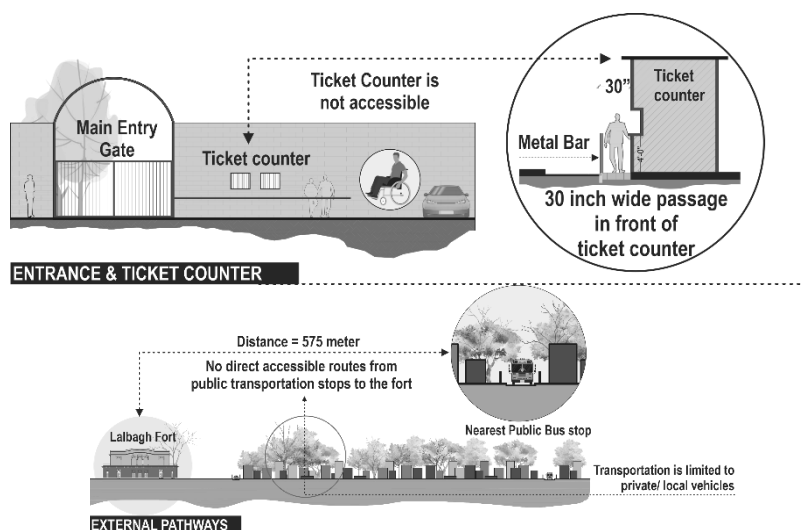 Ticket Counter is
not accessible
Main Entry
Gate
Ticket counter
30”
Ticket
counter
Metal Bar
30 inch wide passage
in front of
ticket counter
ENTRANCE & TICKET COUNTER
Distance = 575 meter
No direct accessible routes from
public transportation stops to the fort
Lalbagh Fort
Nearest Public Bus stop
Transportation is limited to
private/ local vehicles
EXTERNAL PATHWAYS